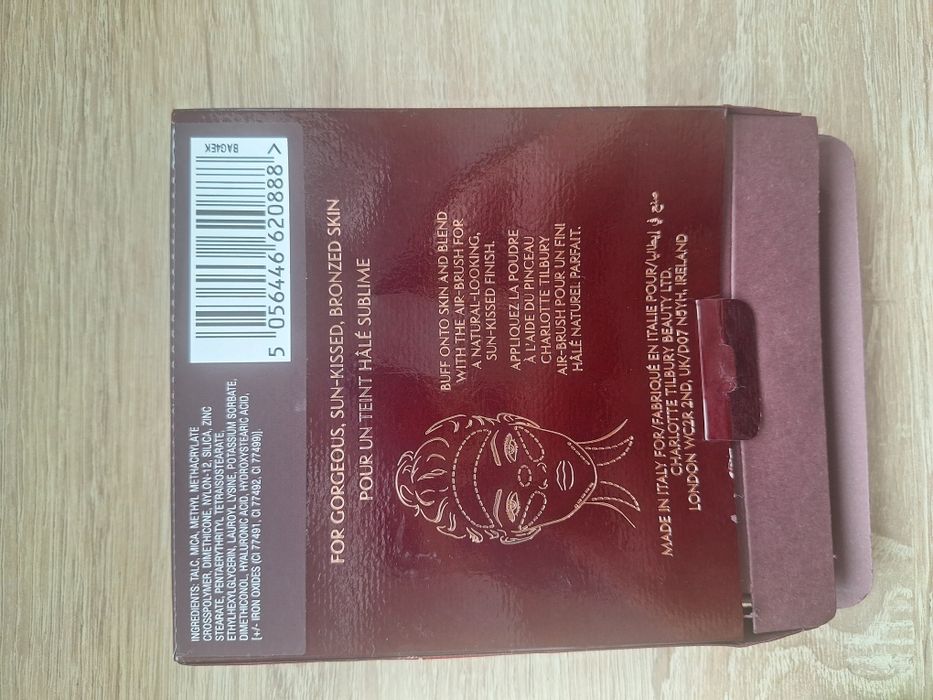 INGREDIENTS: TALC, MICA, METHYL METHACRYLATE
CROSSPOLYMER, DIMETHICONE, NYLON-12, SILICA, ZINC
STEARATE, PENTAERYTHRITYL TETRAISOSTEARATE,
ETHYLHEXYLGLYCERIN, LAUROYL LYSINE, POTASSIUM SORBATE,
DIMETHICONOL, HYALURONIC ACID, HYDROXYSTEARIC ACID,
[+/- IRON OXIDES (CI 77491, CI 77492, CI 77499)].
BAG4EK
5 056446 620888 >
FOR GORGEOUS, SUN-KISSED, BRONZED SKIN
POUR UN TEINT HÂLÉ SUBLIME
BUFF ONTO SKIN AND BLEND
WITH THE AIR-BRUSH FOR
A NATURAL-LOOKING,
SUN-KISSED FINISH.
APPLIQUEZ LA POUDRE
À L'AIDE DU PINCEAU
CHARLOTTE TILBURY
AIR-BRUSH POUR UN FINI
HÂLÉ NATUREL PARFAIT.
MADE IN ITALY FOR/FABRIQUÉ EN ITALIE POUR/صنع في إيطاليا
CHARLOTTE TILBURY BEAUTY LTD.
LONDON WC2R 2ND, UK/D07 N5YH, IRELAND